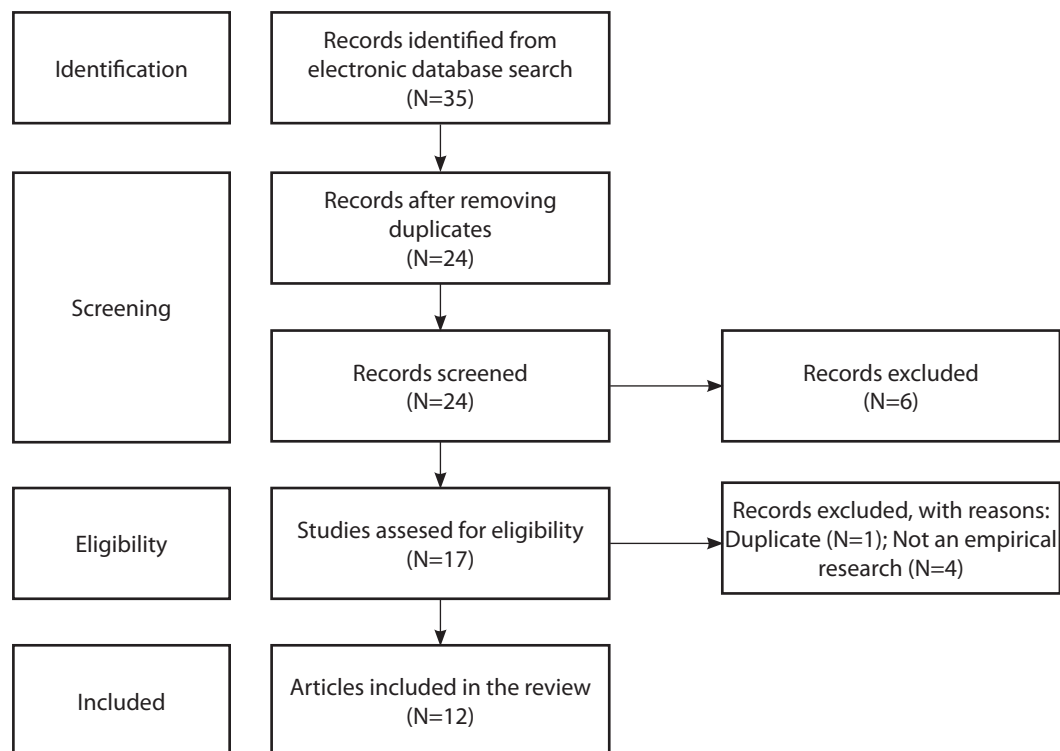 Identification
Records identified from
electronic database search
(N=35)
Screening
Records after removing
duplicates
(N=24)
Records screened
(N=24)
Records excluded
(N=6)
Eligibility
Studies assesed for eligibility
(N=17)
Records excluded, with reasons:
Duplicate (N=1); Not an empirical
research (N=4)
Included
Articles included in the review
(N=12)